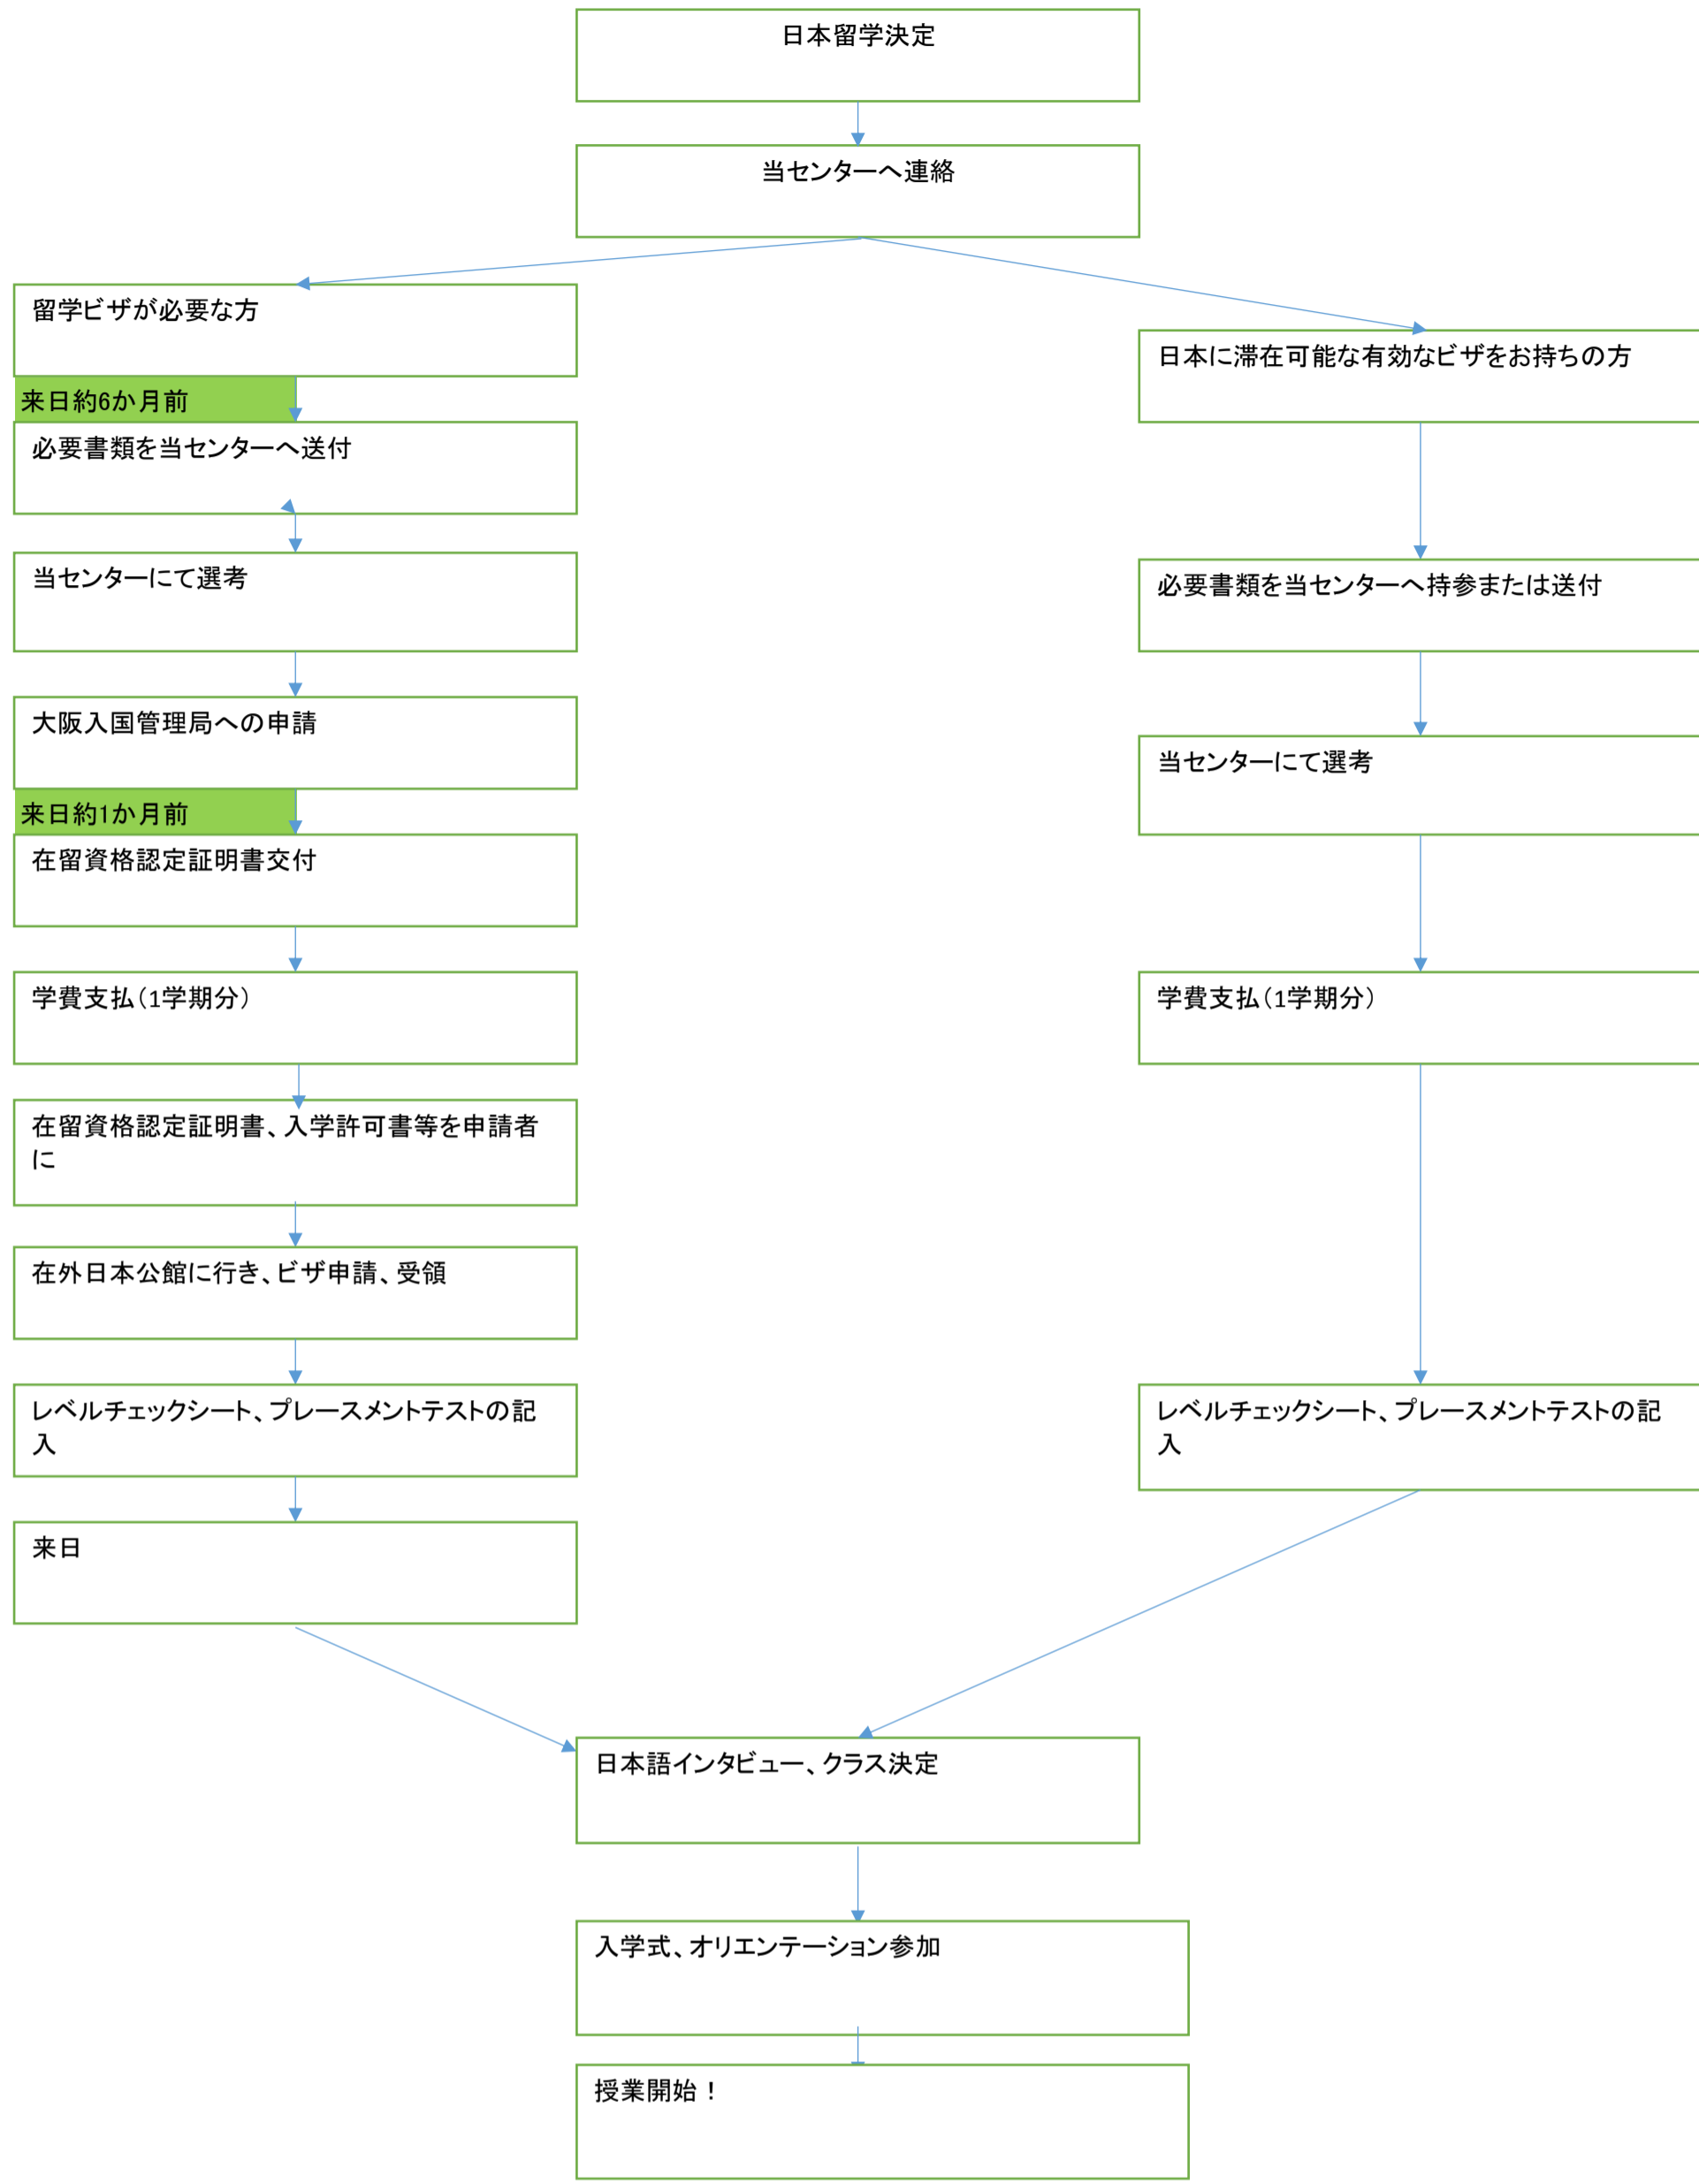 日本留学決定
当センターへ連絡
留学ビザが必要な方
来日約6か月前
必要書類を当センターへ送付
当センターにて選考
大阪入国管理局への申請
来日約1か月前
在留資格認定証明書交付
学費支払(1学期分)
在留資格認定証明書、入学許可書等を申請者
に
在外日本公館に行き、ビザ申請、受領
レベルチェックシート、プレースメントテストの記
入
来日
日本に滞在可能な有効なビザをお持ちの方
必要書類を当センターへ持参または送付
当センターにて選考
学費支払(1学期分)
レベルチェックシート、プレースメントテストの記
入
日本語インタビュー、クラス決定
入学式、オリエンテーション参加
授業開始！